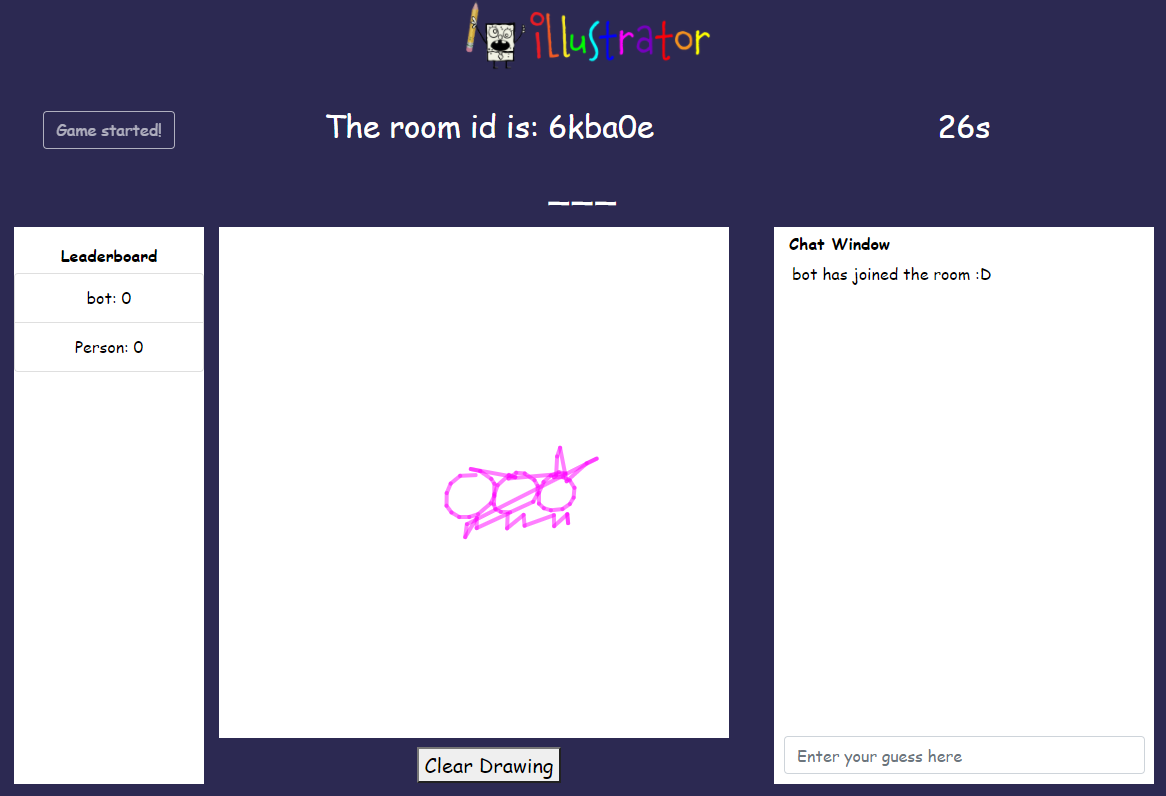 illustrator
Game started!
The room id is: 6kba0e
26s
___
Leaderboard
bot: 0
Person: 0
Chat Window
bot has joined the room :D
Enter your guess here
Clear Drawing